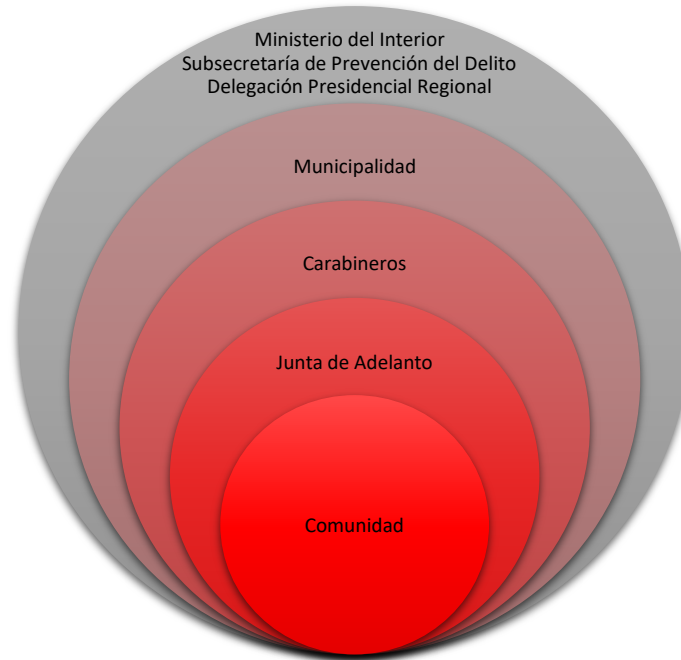 Ministerio del Interior
Subsecretaría de Prevención del Delito
Delegación Presidencial Regional
Municipalidad
Carabineros
Junta de Adelanto
Comunidad